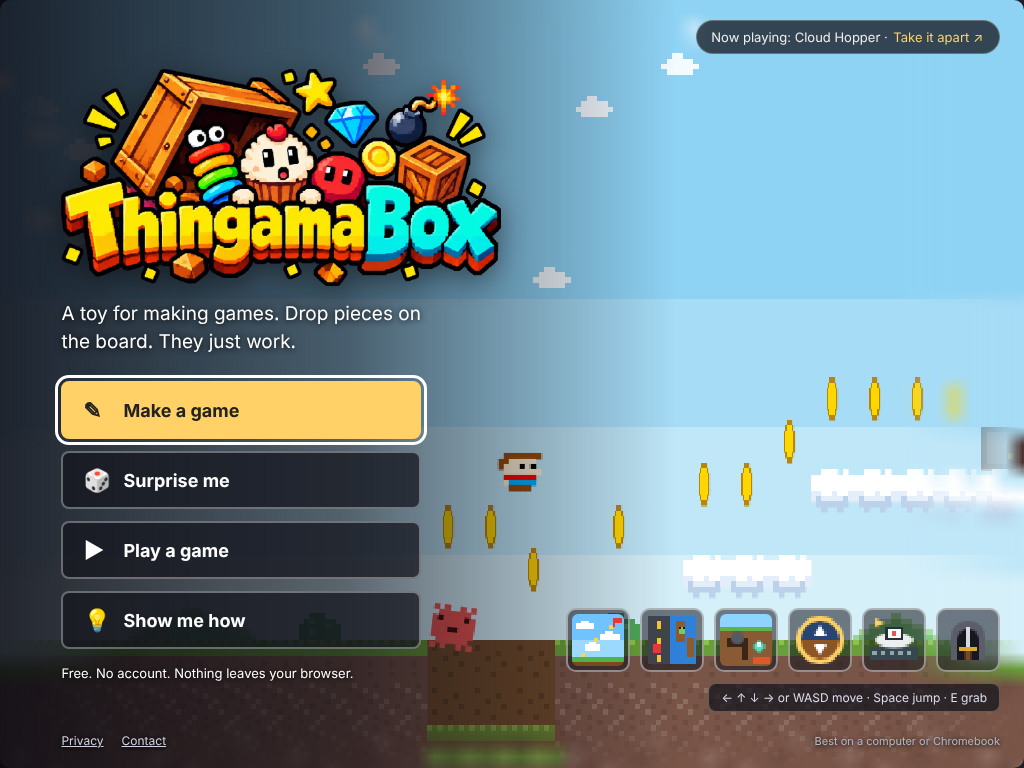 Now playing: Cloud Hopper · Take it apart ↗
ThingamaBox
A toy for making games. Drop pieces on
the board. They just work.
Make a game
Surprise me
Play a game
Show me how
Free. No account. Nothing leaves your browser.
← ↑ ↓ → or WASD move · Space jump · E grab
Privacy Contact
Best on a computer or Chromebook